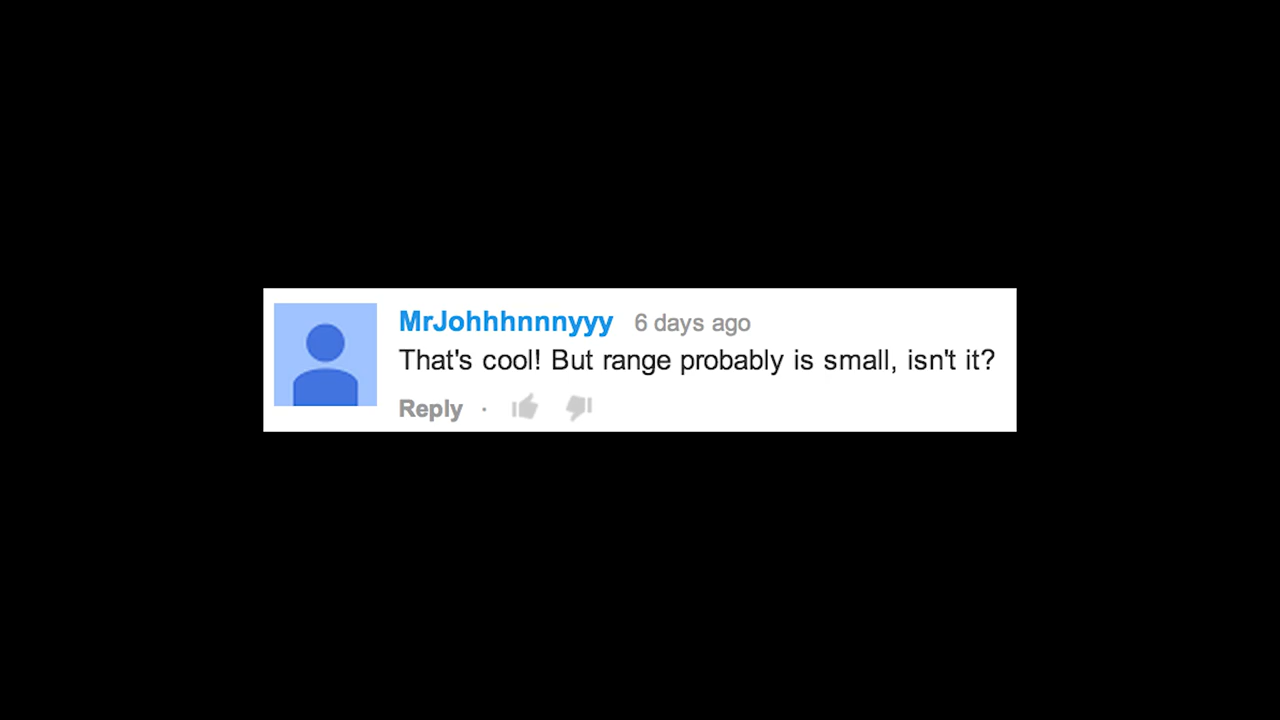 MrJohhhnnnyyy 6 days ago
That's cool! But range probably is small, isn't it?
Reply ·